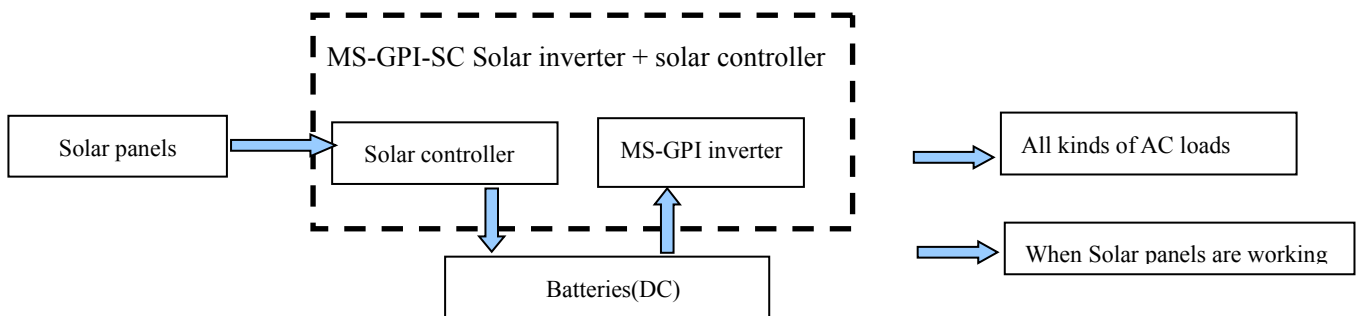 MS-GPI-SC Solar inverter + solar controller
Solar panels
Solar controller
MS-GPI inverter
All kinds of AC loads
When Solar panels are working
Batteries(DC)